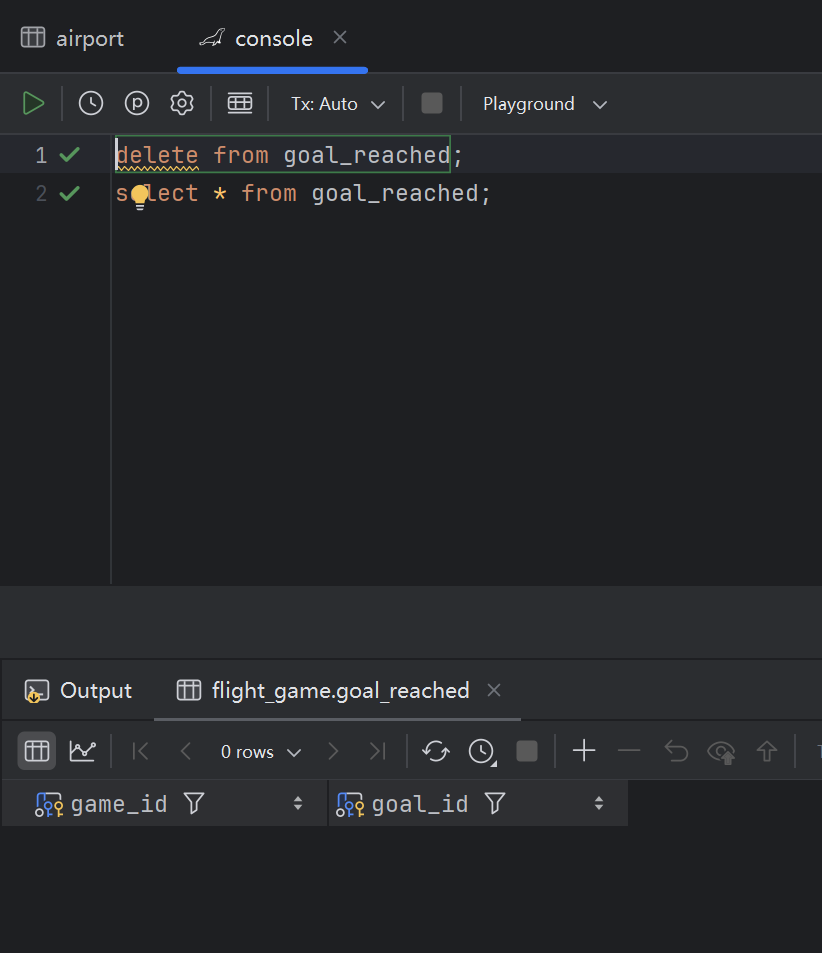 airport console
Tx: Auto Playground
1 delete from goal_reached;
2 select * from goal_reached;
Output flight_game.goal_reached
0 rows
game_id goal_id